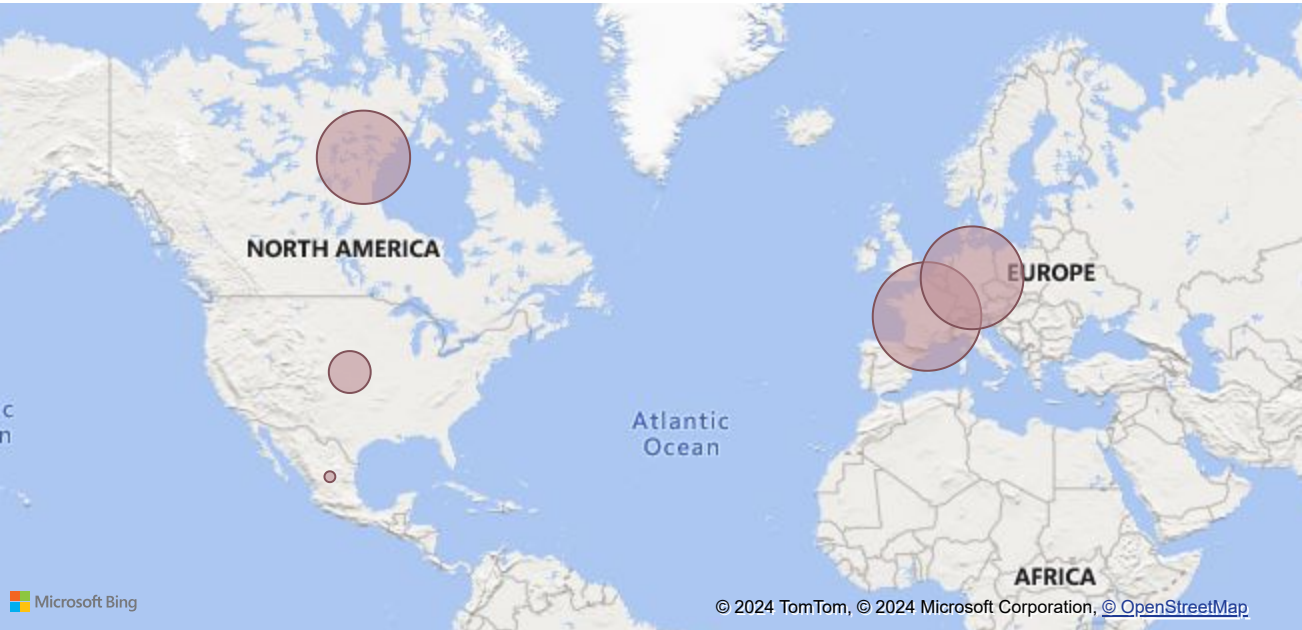 NORTH AMERICA
EUROPE
c
n
Atlantic
Ocean
AFRICA
Microsoft Bing
© 2024 TomTom, © 2024 Microsoft Corporation, © OpenStreetMap